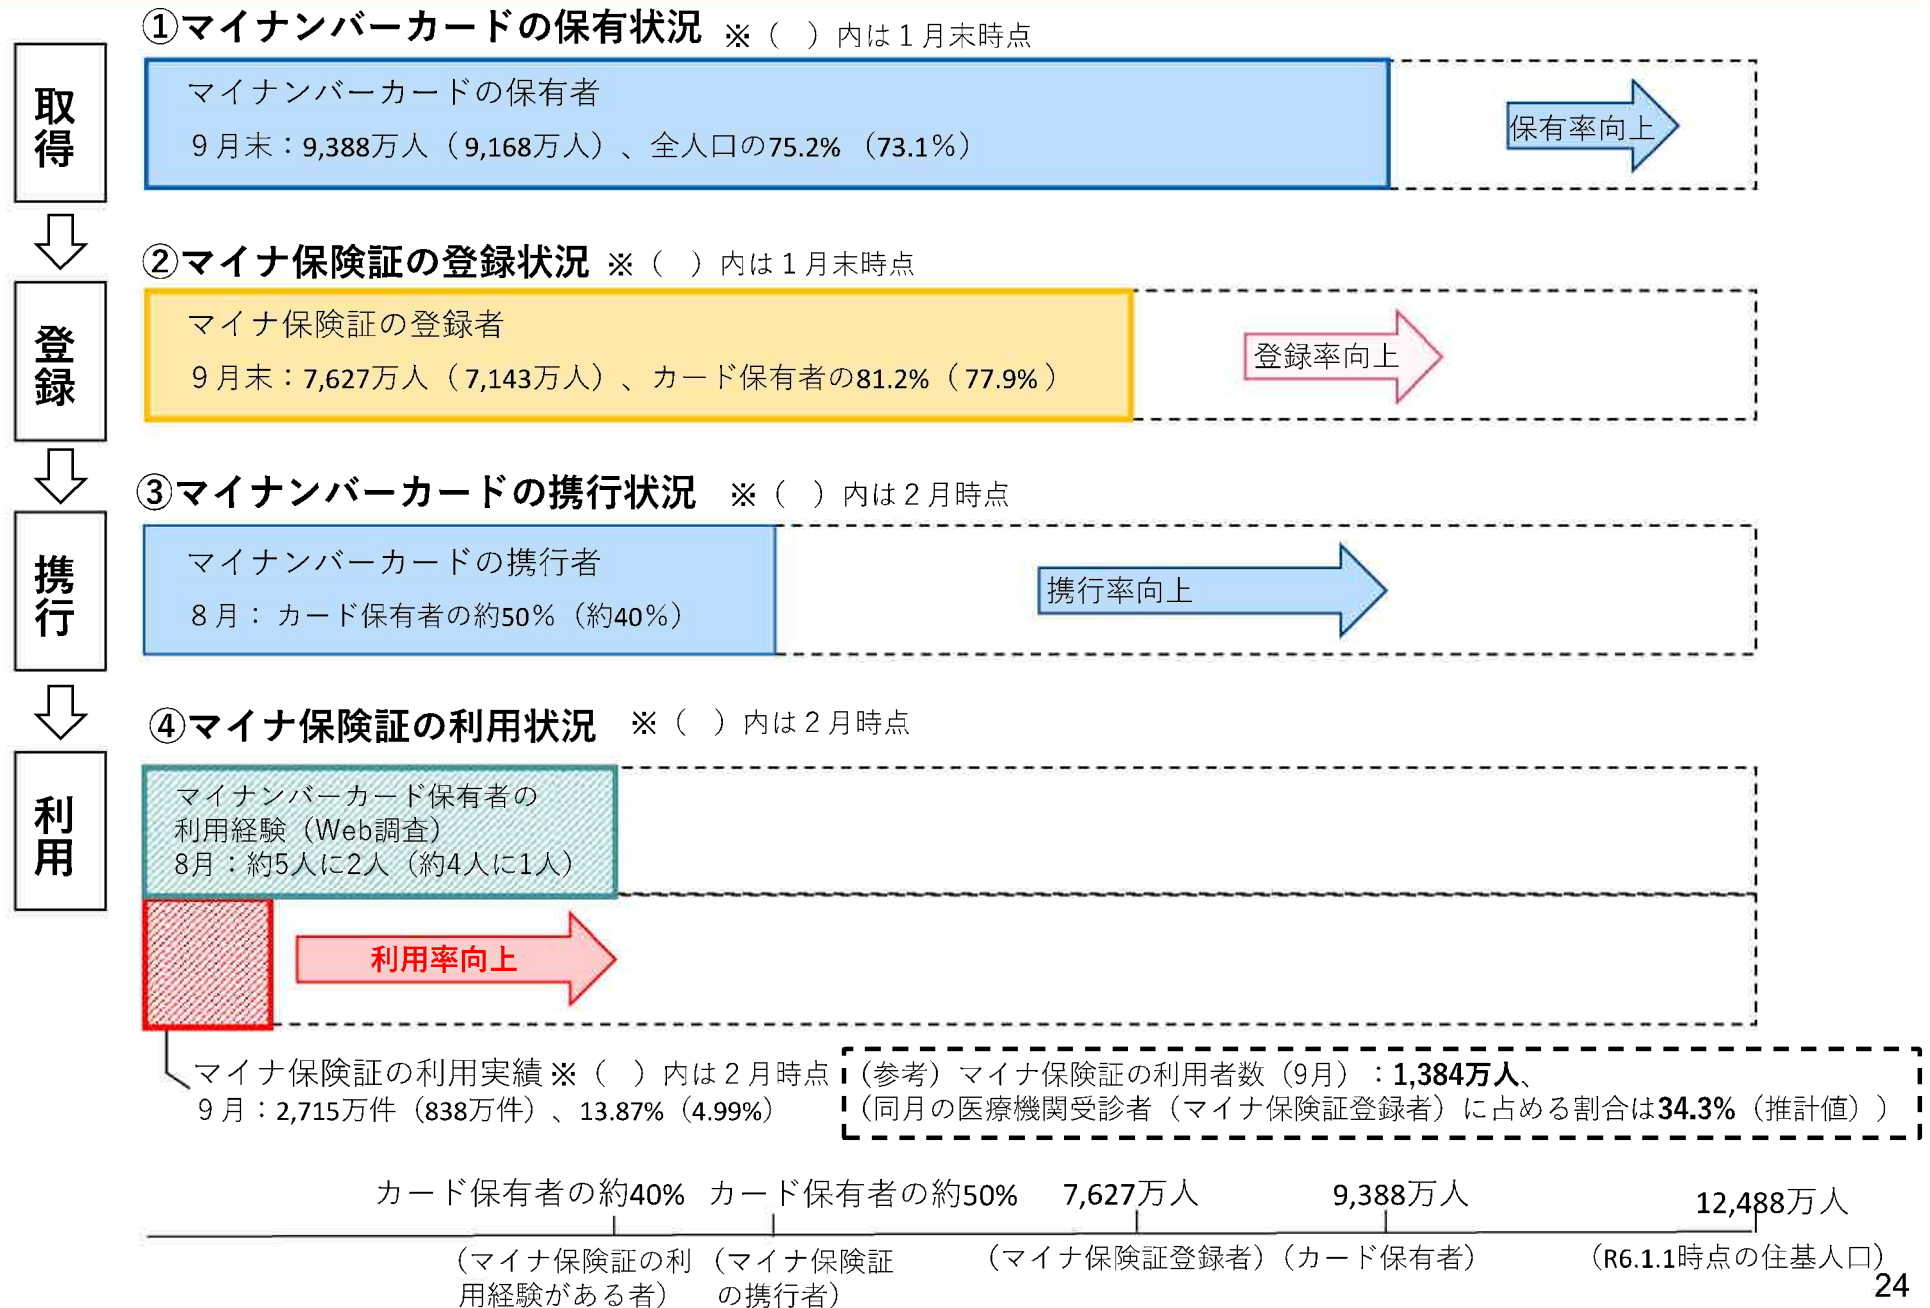 ①マイナンバーカードの保有状況 ※（　）内は１月末時点
取得
マイナンバーカードの保有者
９月末：9,388万人（9,168万人）、全人口の75.2%（73.1%）
保有率向上
②マイナ保険証の登録状況 ※（　）内は１月末時点
登録
マイナ保険証の登録者
９月末：7,627万人（7,143万人）、カード保有者の81.2%（77.9%）
登録率向上
③マイナンバーカードの携行状況 ※（　）内は２月時点
携行
マイナンバーカードの携行者
８月：カード保有者の約50%（約40%）
携行率向上
④マイナ保険証の利用状況 ※（　）内は２月時点
利用
マイナンバーカード保有者の
利用経験（Web調査）
8月：約5人に2人（約4人に1人）
利用率向上
マイナ保険証の利用実績※（　）内は２月時点
９月：2,715万件（838万件）、13.87%（4.99%）
（参考）マイナ保険証の利用者数（9月）：1,384万人、
（同月の医療機関受診者（マイナ保険証登録者）に占める割合は34.3%（推計値））
カード保有者の約40% カード保有者の約50% 7,627万人 9,388万人 12,488万人
（マイナ保険証の利用経験がある者）
（マイナ保険証の携行者）
（マイナ保険証登録者）（カード保有者）（R6.1.1時点の住基人口）
24